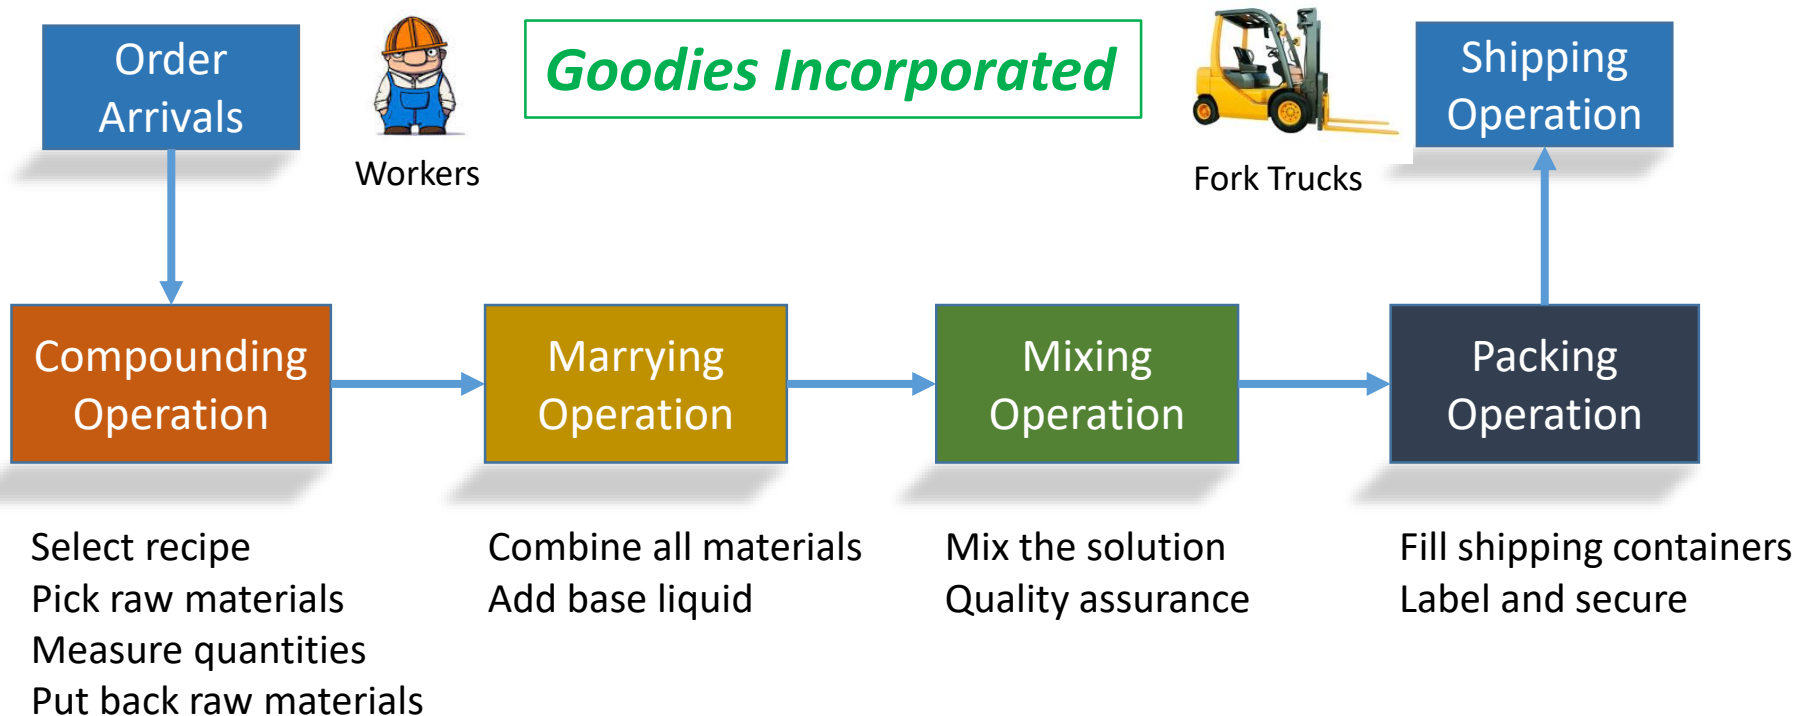 Order
Arrivals
Workers
Goodies Incorporated
Fork Trucks
Shipping
Operation
Compounding
Operation
Marrying
Operation
Mixing
Operation
Packing
Operation
Select recipe
Pick raw materials
Measure quantities
Put back raw materials
Combine all materials
Add base liquid
Mix the solution
Quality assurance
Fill shipping containers
Label and secure